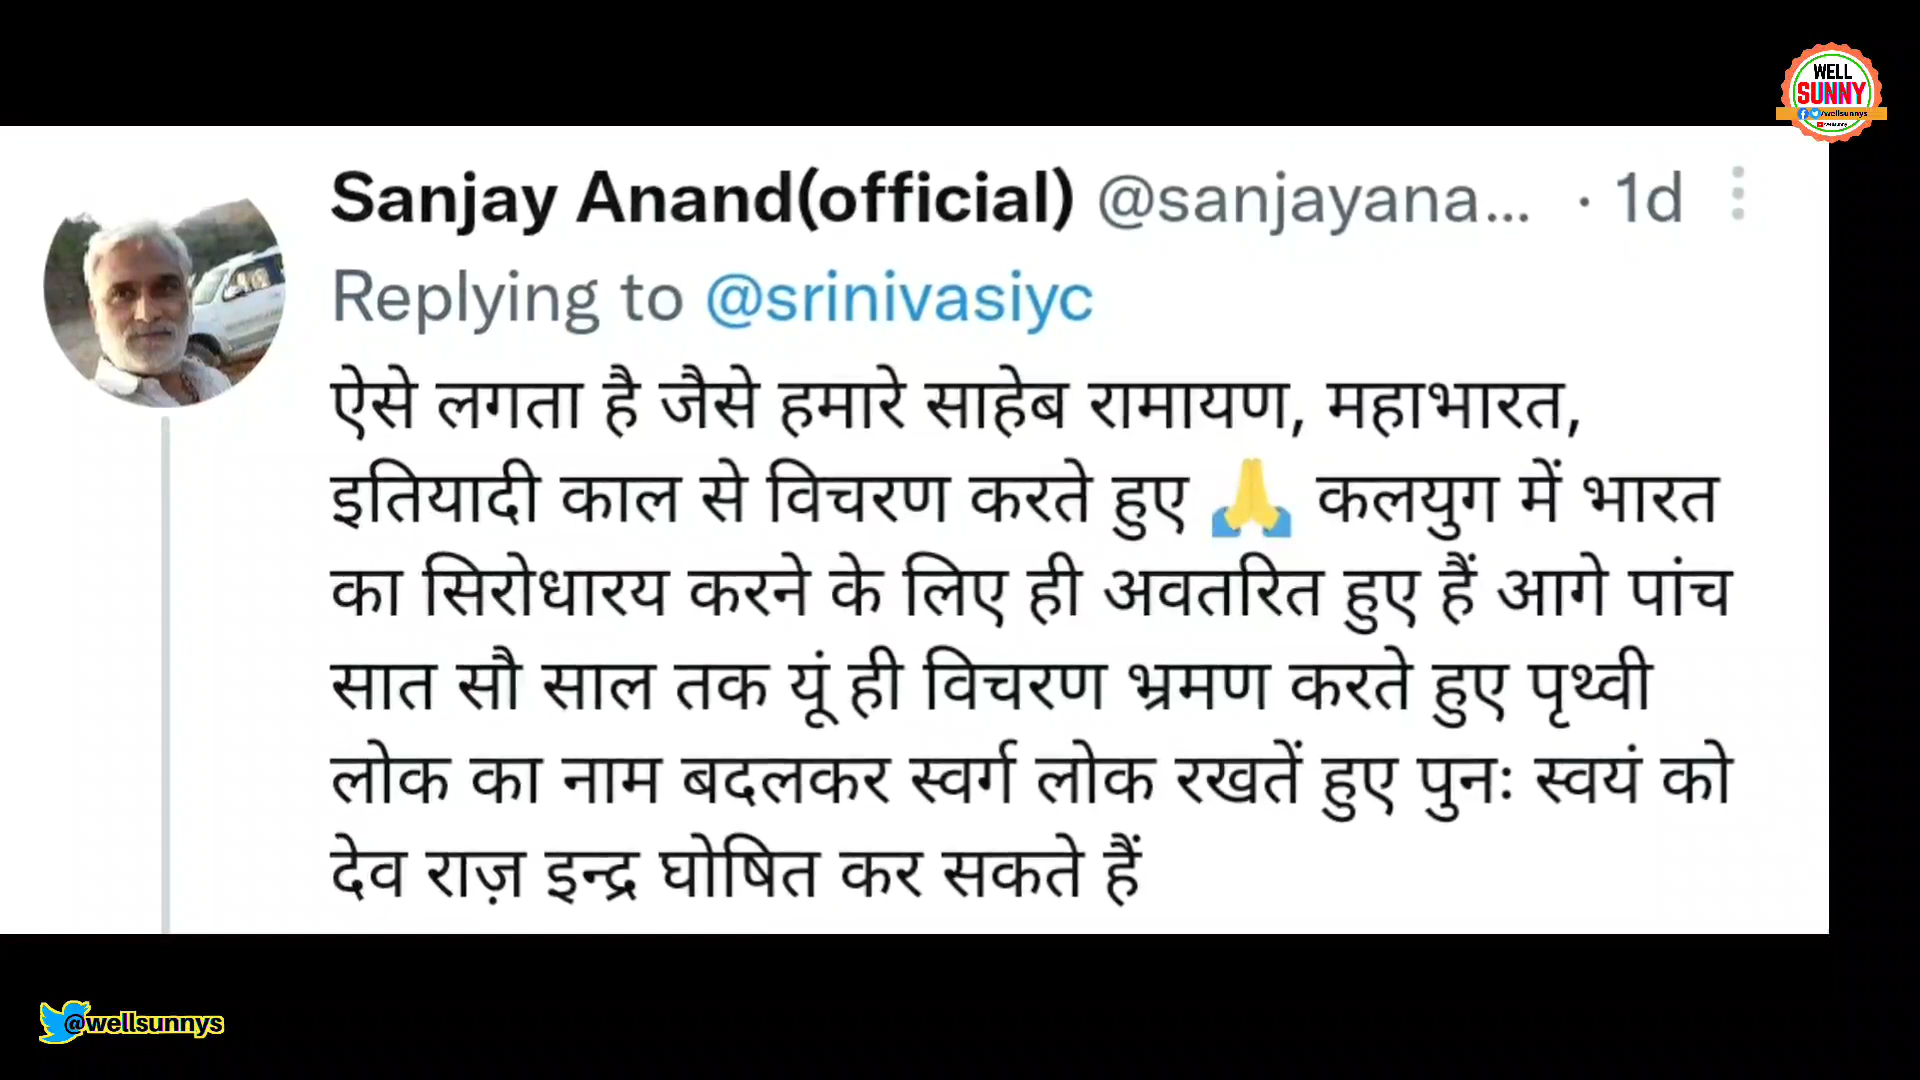 WELL
SUNNY
/wellsunnys
Sanjay Anand(official) @sanjayana... · 1d
Replying to @srinivasiyc
ऐसे लगता है जैसे हमारे साहेब रामायण, महाभारत,
इतियादी काल से विचरण करते हुए 🙏 कलयुग में भारत
का सिरोधारय करने के लिए ही अवतरित हुए हैं आगे पांच
सात सौ साल तक यूं ही विचरण भ्रमण करते हुए पृथ्वी
लोक का नाम बदलकर स्वर्ग लोक रखतें हुए पुनः स्वयं को
देव राज़ इन्द्र घोषित कर सकते हैं
@wellsunnys